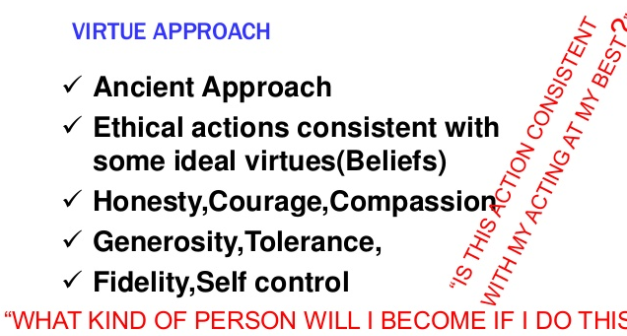 VIRTUE APPROACH
✓ Ancient Approach
✓ Ethical actions consistent with
some ideal virtues(Beliefs)
✓ Honesty,Courage,Compassion
✓ Generosity,Tolerance,
✓ Fidelity,Self control
“IS THIS ACTION CONSISTENT
WITH MY ACTING AT MY BEST?”
“WHAT KIND OF PERSON WILL I BECOME IF I DO THIS